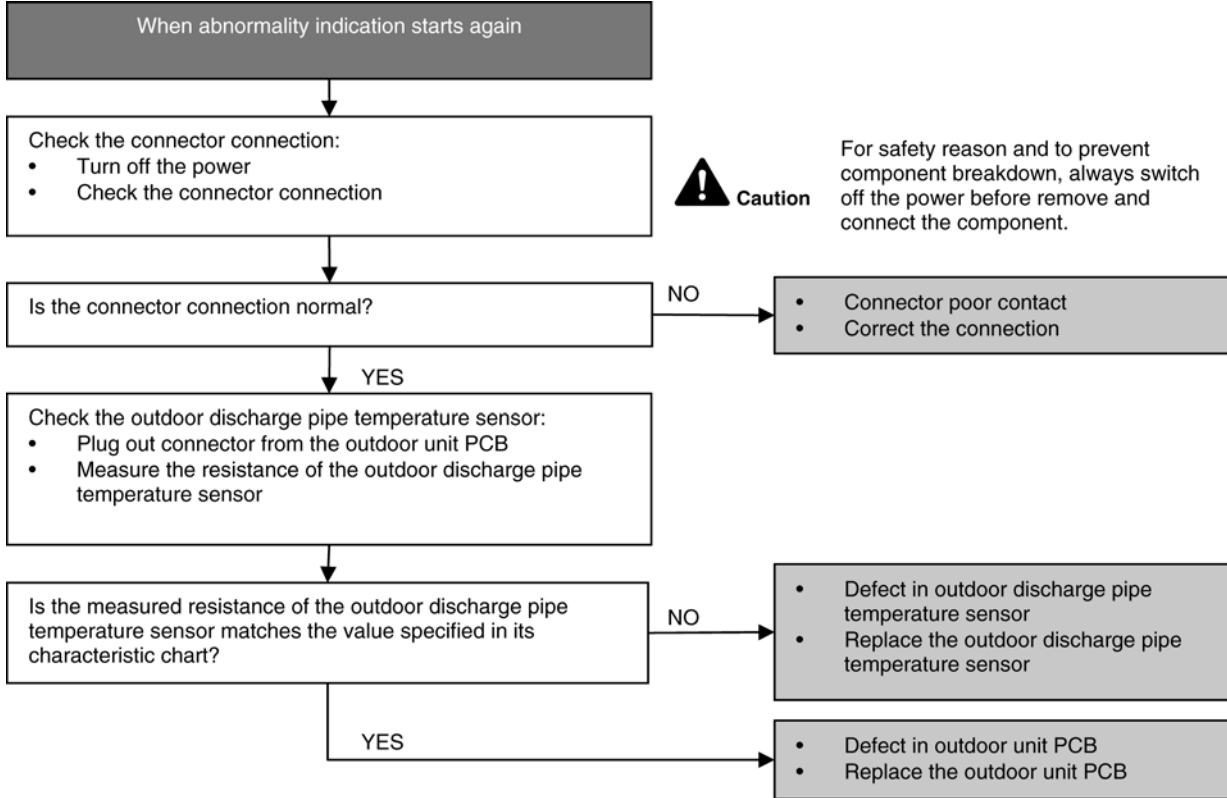 When abnormality indication starts again
Check the connector connection:
• Turn off the power
• Check the connector connection
Caution
For safety reason and to prevent
component breakdown, always switch
off the power before remove and
connect the component.
Is the connector connection normal?
NO
• Connector poor contact
• Correct the connection
YES
Check the outdoor discharge pipe temperature sensor:
• Plug out connector from the outdoor unit PCB
• Measure the resistance of the outdoor discharge pipe
temperature sensor
Is the measured resistance of the outdoor discharge pipe
temperature sensor matches the value specified in its
characteristic chart?
NO
• Defect in outdoor discharge pipe
temperature sensor
• Replace the outdoor discharge pipe
temperature sensor
YES
• Defect in outdoor unit PCB
• Replace the outdoor unit PCB